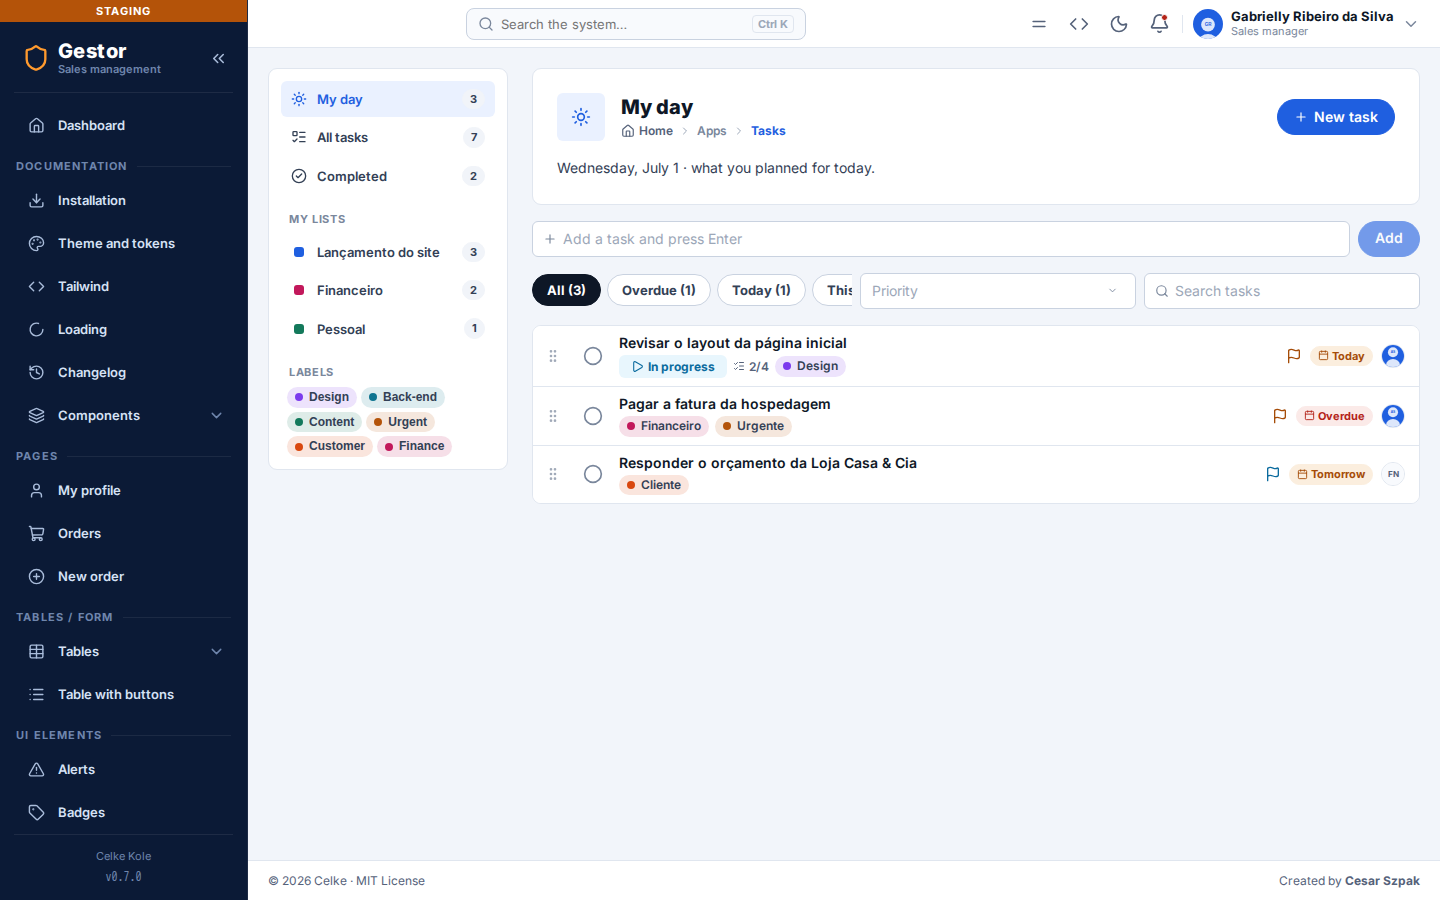 STAGING
Gestor
Sales management
Dashboard
DOCUMENTATION
Installation
Theme and tokens
Tailwind
Loading
Changelog
Components
PAGES
My profile
Orders
New order
TABLES / FORM
Tables
Table with buttons
UI ELEMENTS
Alerts
Badges
Celke Kole
v0.7.0
Search the system...
Ctrl K
GR
Gabrielly Ribeiro da Silva
Sales manager
My day 3
All tasks 7
Completed 2
MY LISTS
Lançamento do site 3
Financeiro 2
Pessoal 1
LABELS
Design Back-end
Content Urgent
Customer Finance
My day
Home Apps Tasks
New task
Wednesday, July 1 · what you planned for today.
Add a task and press Enter
Add
All (3) Overdue (1) Today (1) This
Priority
Search tasks
Revisar o layout da página inicial
In progress 2/4 Design
Today
Pagar a fatura da hospedagem
Financeiro Urgente
Overdue
Responder o orçamento da Loja Casa & Cia
Cliente
Tomorrow FN
© 2026 Celke · MIT License
Created by Cesar Szpak